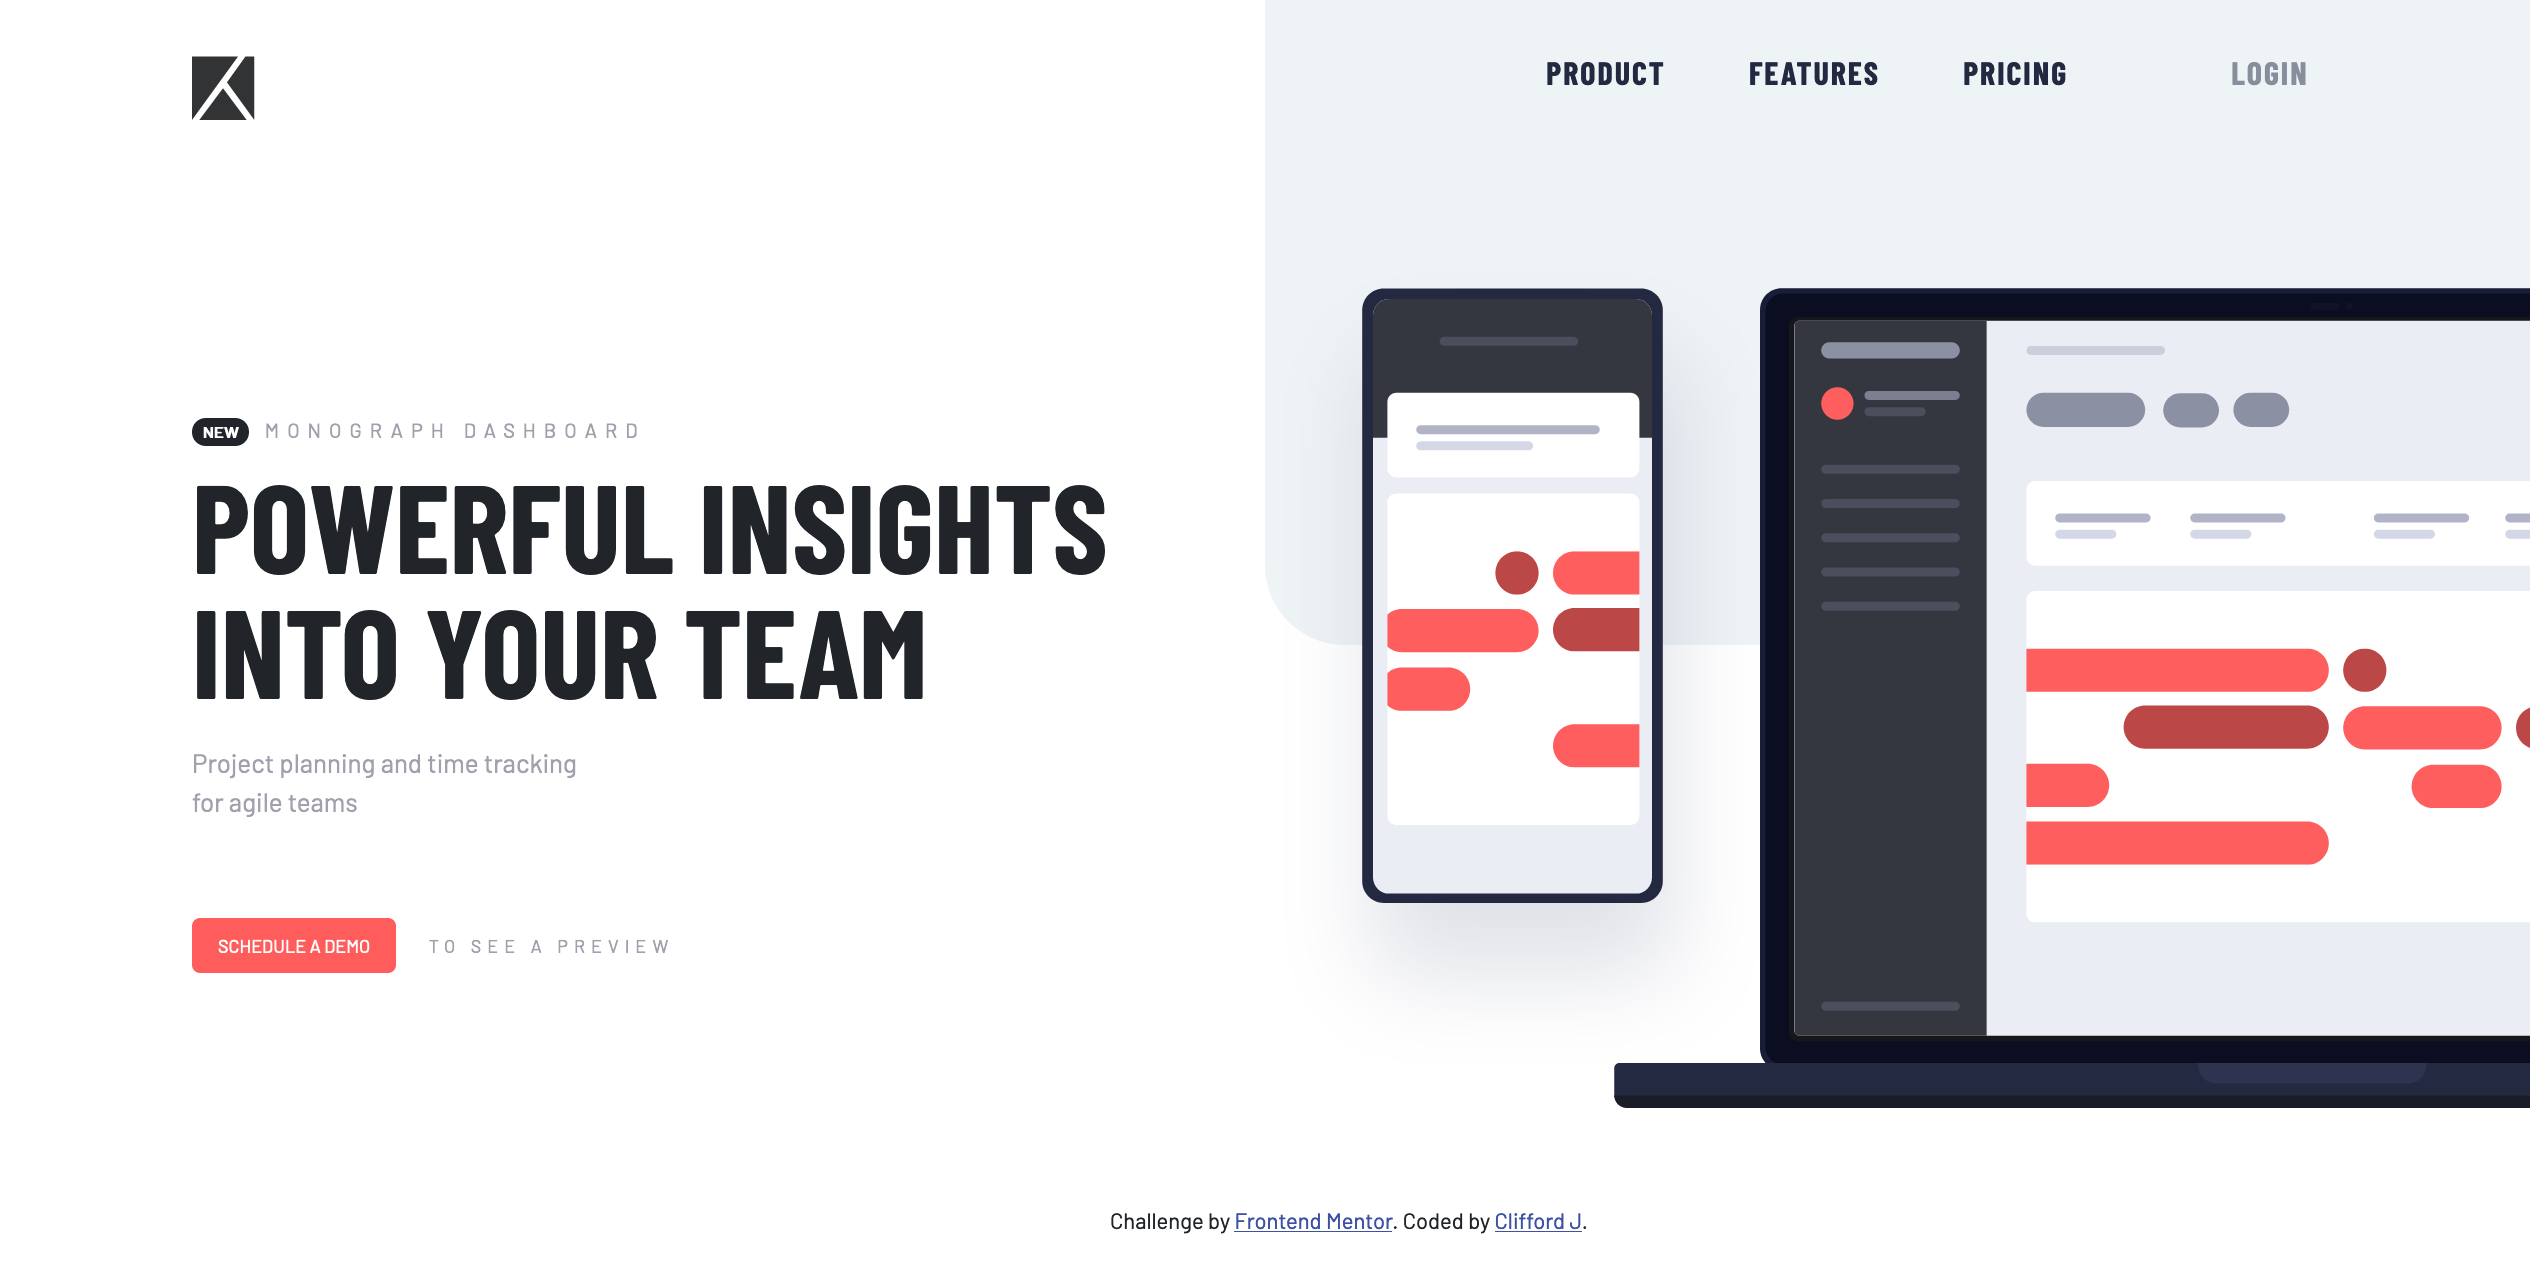 PRODUCT FEATURES PRICING LOGIN
NEW MONOGRAPH DASHBOARD
POWERFUL INSIGHTS
INTO YOUR TEAM
Project planning and time tracking
for agile teams
SCHEDULE A DEMO TO SEE A PREVIEW
Challenge by Frontend Mentor. Coded by Clifford J.